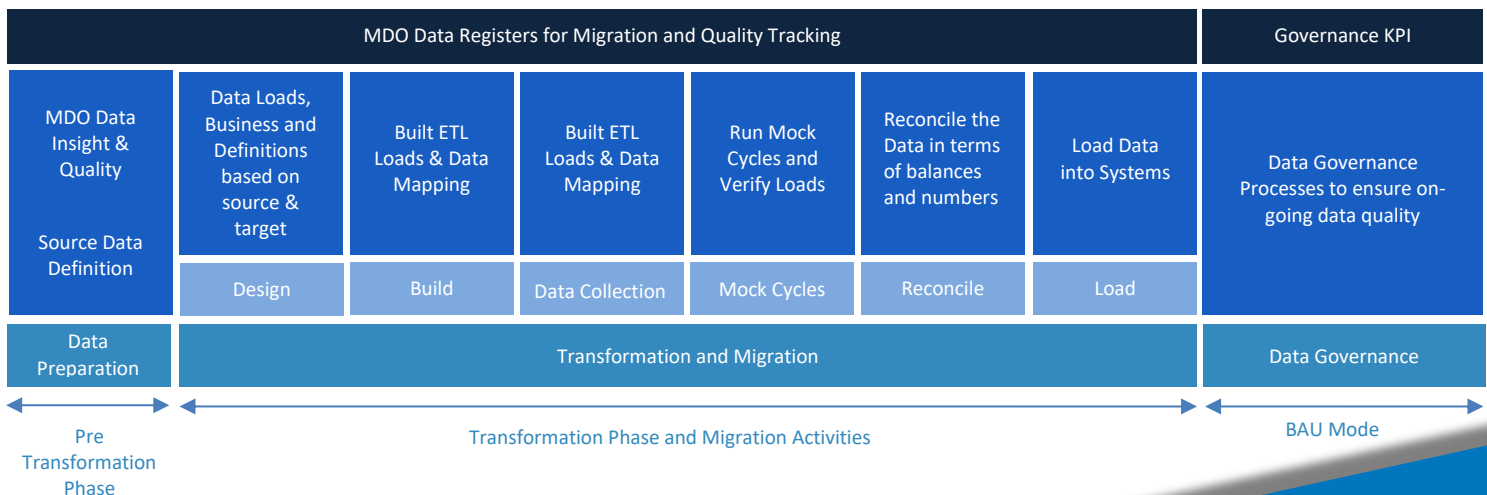 MDO Data Registers for Migration and Quality Tracking
Governance KPI
MDO Data
Insight &
Quality
Source Data
Definition
Data Loads,
Business and
Definitions
based on
source &
target
Design
Built ETL
Loads & Data
Mapping
Build
Built ETL
Loads & Data
Mapping
Data Collection
Run Mock
Cycles and
Verify Loads
Mock Cycles
Reconcile the
Data in terms
of balances
and numbers
Reconcile
Load Data
into Systems
Load
Data Governance
Processes to ensure on-
going data quality
Data
Preparation
Transformation and Migration
Data Governance
Pre
Transformation
Phase
Transformation Phase and Migration Activities
BAU Mode